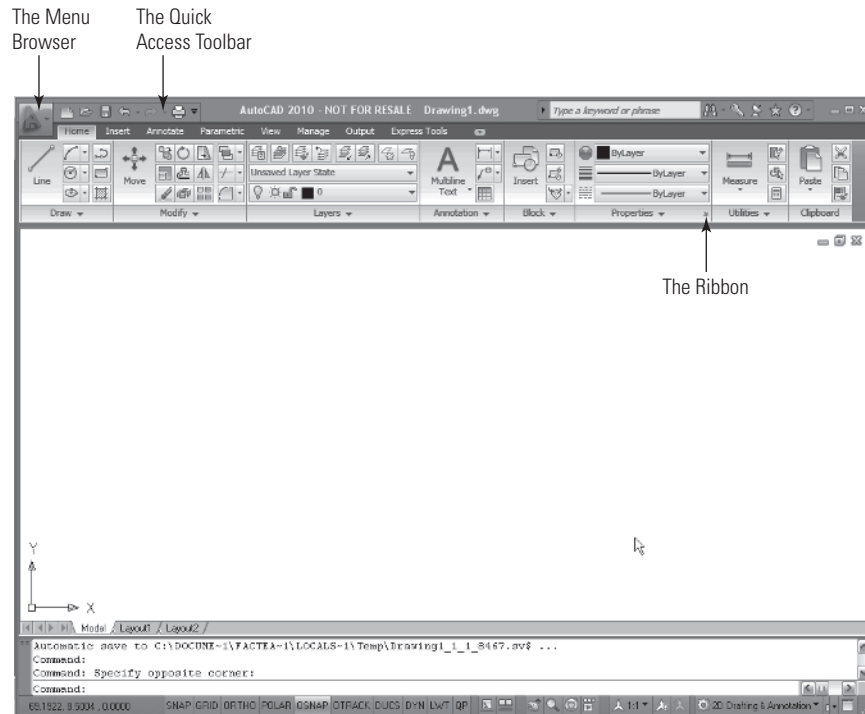 The Menu Browser
The Quick Access Toolbar
AutoCAD 2010 - NOT FOR RESALE Drawing1.dwg
Type a keyword or phrase
Home Insert Annotate Parametric View Manage Output Express Tools
Line
Move
Unsaved Layer State
0
A
Multiline Text
Insert
ByLayer
ByLayer
ByLayer
Measure
Paste
Draw Modify Layers Annotation Block Properties Utilities Clipboard
The Ribbon
Y
X
Model Layout1 Layout2
Automatic save to C:\DOCUME~1\FACTEA~1\LOCALS~1\Temp\Drawing1_1_1_8467.sv$ ...
Command:
Command: Specify opposite corner:
Command:
69.1922, 8.5004, 0.0000 SNAP GRID ORTHO POLAR OSNAP OTRACK DUCS DYN LWT QP 1:1 2D Drafting & Annotation